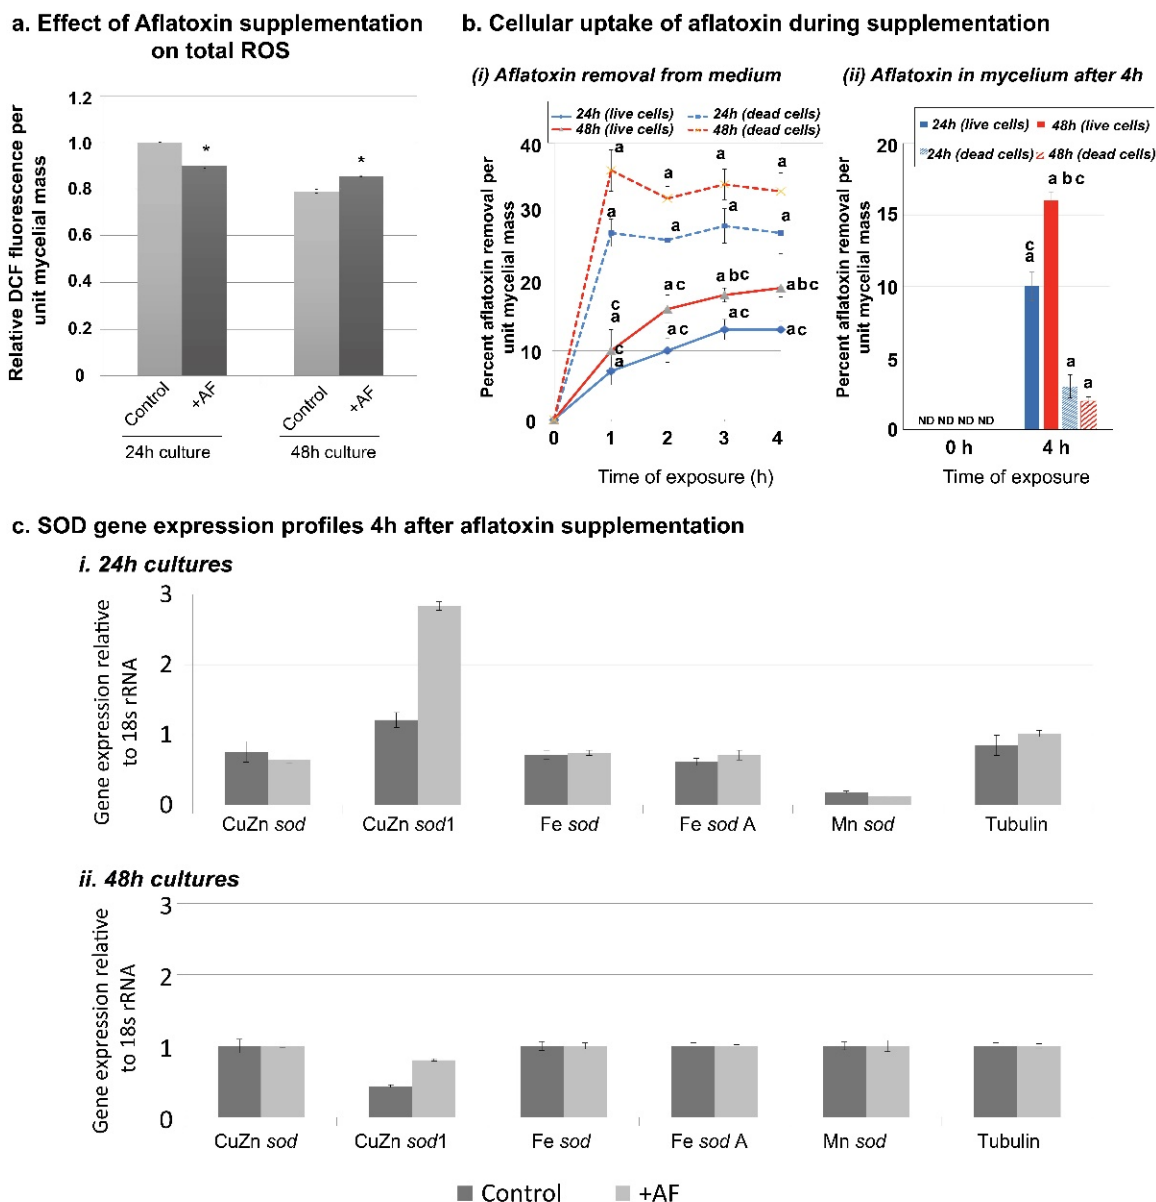 a. Effect of Aflatoxin supplementation
on total ROS
Relative DCF fluorescence per
unit mycelial mass
1.2
1.0
0.8
0.6
0.4
0.2
0
*
*
Control
+AF
Control
+AF
24h culture
48h culture
b. Cellular uptake of aflatoxin during supplementation
(i) Aflatoxin removal from medium
24h (live cells)
24h (dead cells)
48h (live cells)
48h (dead cells)
Percent aflatoxin removal per
unit mycelial mass
40
30
20
10
0
a
a
a
a
a
a
a
a
c
a
a c
a b c
a b c
c
a
a c
a c
a c
0
1
2
3
4
Time of exposure (h)
(ii) Aflatoxin in mycelium after 4h
24h (live cells)
48h (live cells)
24h (dead cells)
48h (dead cells)
Percent aflatoxin removal per
unit mycelial mass
20
15
10
5
0
a b c
c
a
a
a
ND ND ND ND
0 h
4 h
Time of exposure
c. SOD gene expression profiles 4h after aflatoxin supplementation
i. 24h cultures
Gene expression relative
to 18s rRNA
3
2
1
0
CuZn sod
CuZn sod1
Fe sod
Fe sod A
Mn sod
Tubulin
ii. 48h cultures
Gene expression relative
to 18s rRNA
3
2
1
0
CuZn sod
CuZn sod1
Fe sod
Fe sod A
Mn sod
Tubulin
Control
+AF